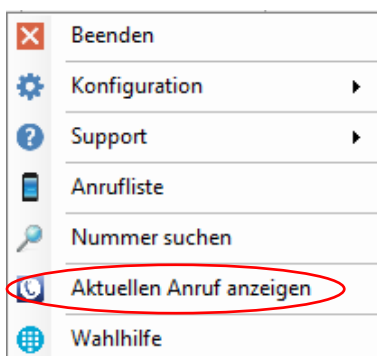 Beenden
Konfiguration
Support
Anrufliste
Nummer suchen
Aktuellen Anruf anzeigen
Wahlhilfe